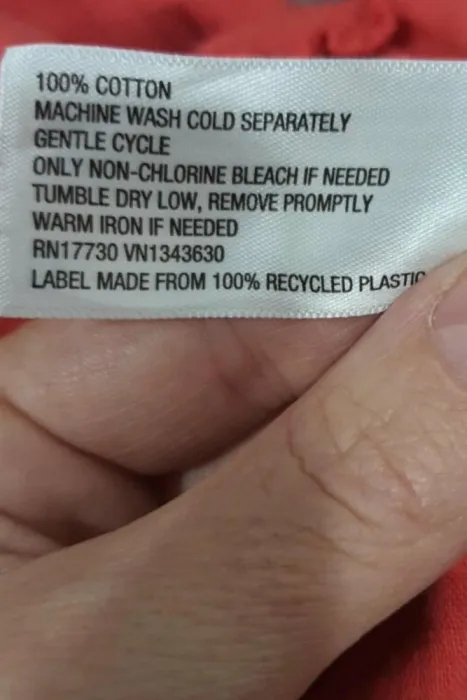 100% COTTON
MACHINE WASH COLD SEPARATELY
GENTLE CYCLE
ONLY NON-CHLORINE BLEACH IF NEEDED
TUMBLE DRY LOW, REMOVE PROMPTLY
WARM IRON IF NEEDED
RN17730 VN1343630
LABEL MADE FROM 100% RECYCLED PLASTIC